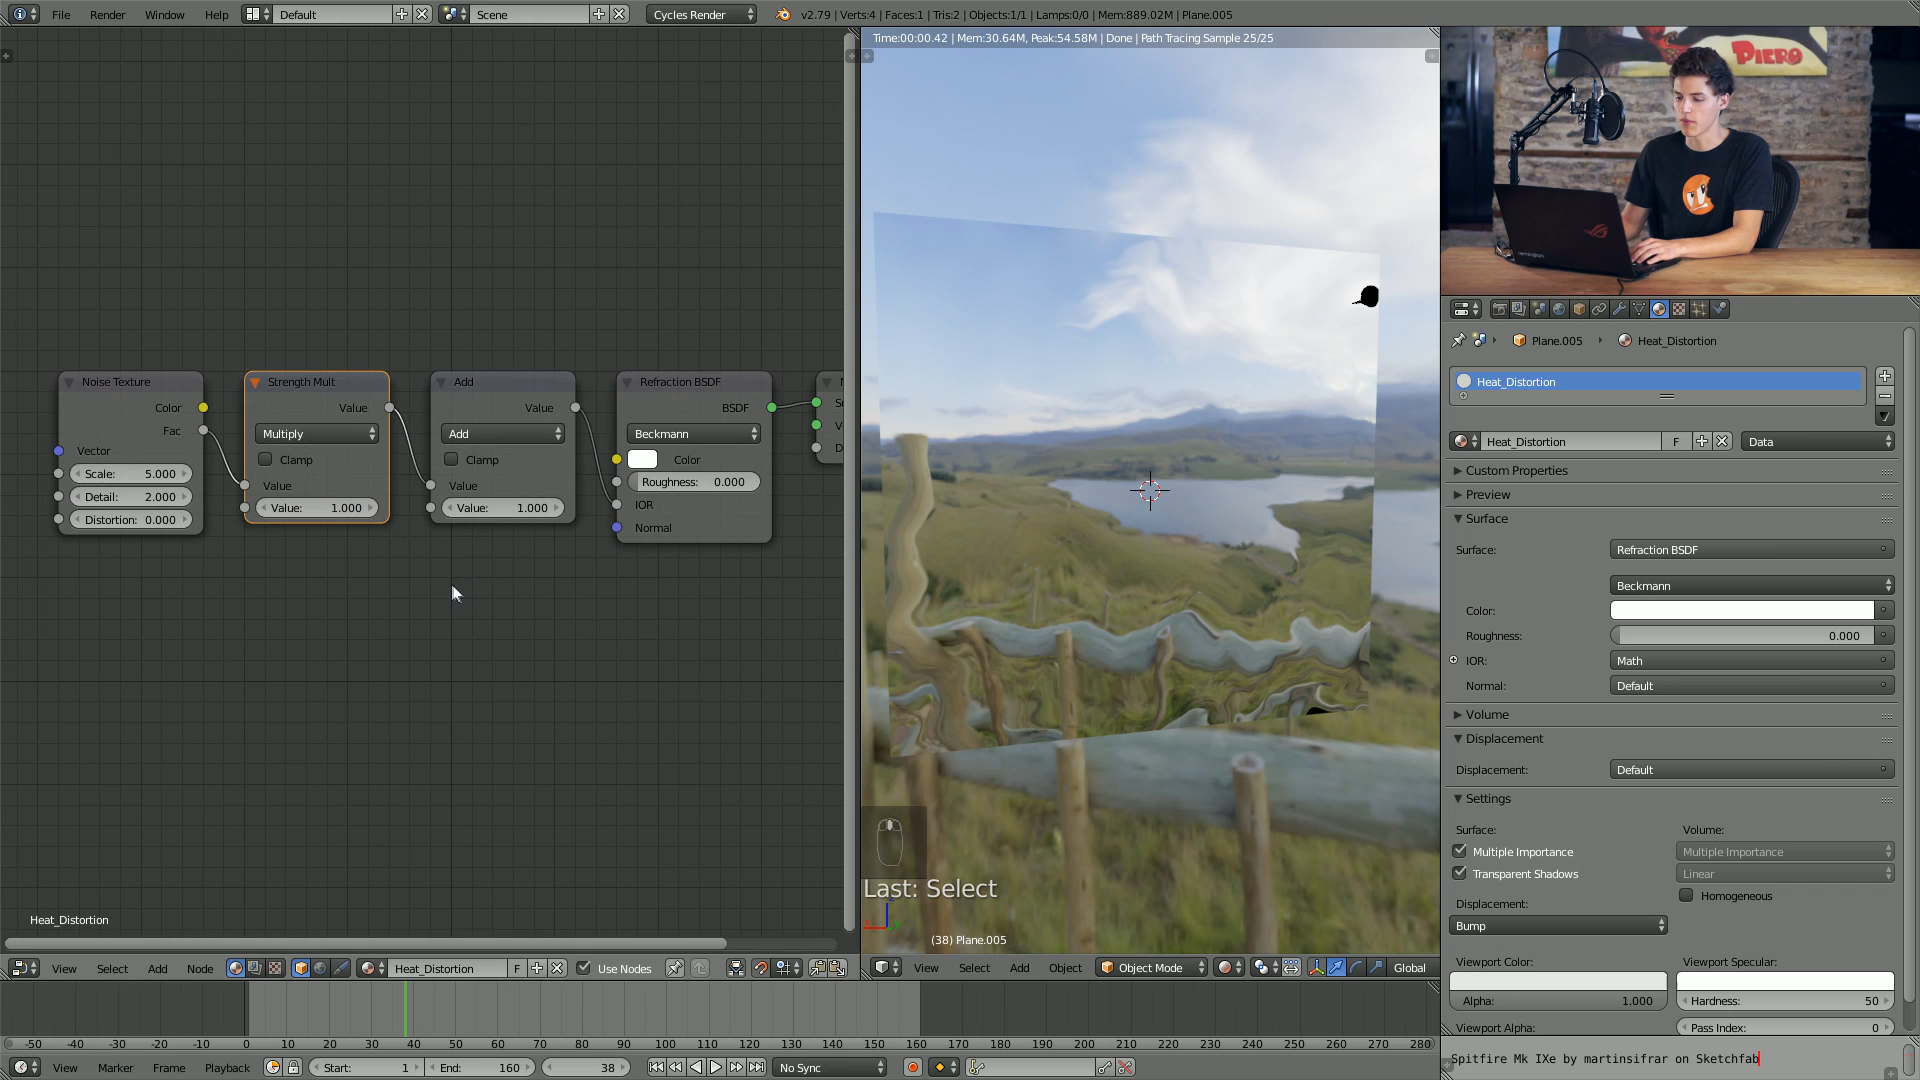 File Render Window Help Default Scene Cycles Render v2.79 | Verts:4 | Faces:1 | Tris:2 | Objects:1/1 | Lamps:0/0 | Mem:889.02M | Plane.005
Time:00:00.42 | Mem:30.64M, Peak:54.58M | Done | Path Tracing Sample 25/25
PIERO
remington
Plane.005 Heat_Distortion
Heat_Distortion
Heat_Distortion F Data
Custom Properties
Preview
Surface
Surface: Refraction BSDF
Beckmann
Color:
Roughness: 0.000
IOR: Math
Normal: Default
Volume
Displacement
Displacement: Default
Settings
Surface: Volume:
Multiple Importance Multiple Importance
Transparent Shadows Linear
Homogeneous
Displacement:
Bump
Viewport Color: Viewport Specular:
Alpha: 1.000 Hardness: 50
Viewport Alpha: Pass Index: 0
Spitfire Mk IXe by martinsifrar on Sketchfab
Noise Texture
Color
Fac
Vector
Scale: 5.000
Detail: 2.000
Distortion: 0.000
Strength Mult
Value
Multiply
Clamp
Value
Value: 1.000
Add
Value
Add
Clamp
Value
Value: 1.000
Refraction BSDF
BSDF
Beckmann
Color
Roughness: 0.000
IOR
Normal
Last: Select
(38) Plane.005
Heat_Distortion
View Select Add Node Heat_Distortion F Use Nodes
View Select Add Object Object Mode Global
-50 -40 -30 -20 -10 0 10 20 30 40 50 60 70 80 90 100 110 120 130 140 150 160 170 180 190 200 210 220 230 240 250 260 270 280
View Marker Frame Playback Start: 1 End: 160 38 No Sync